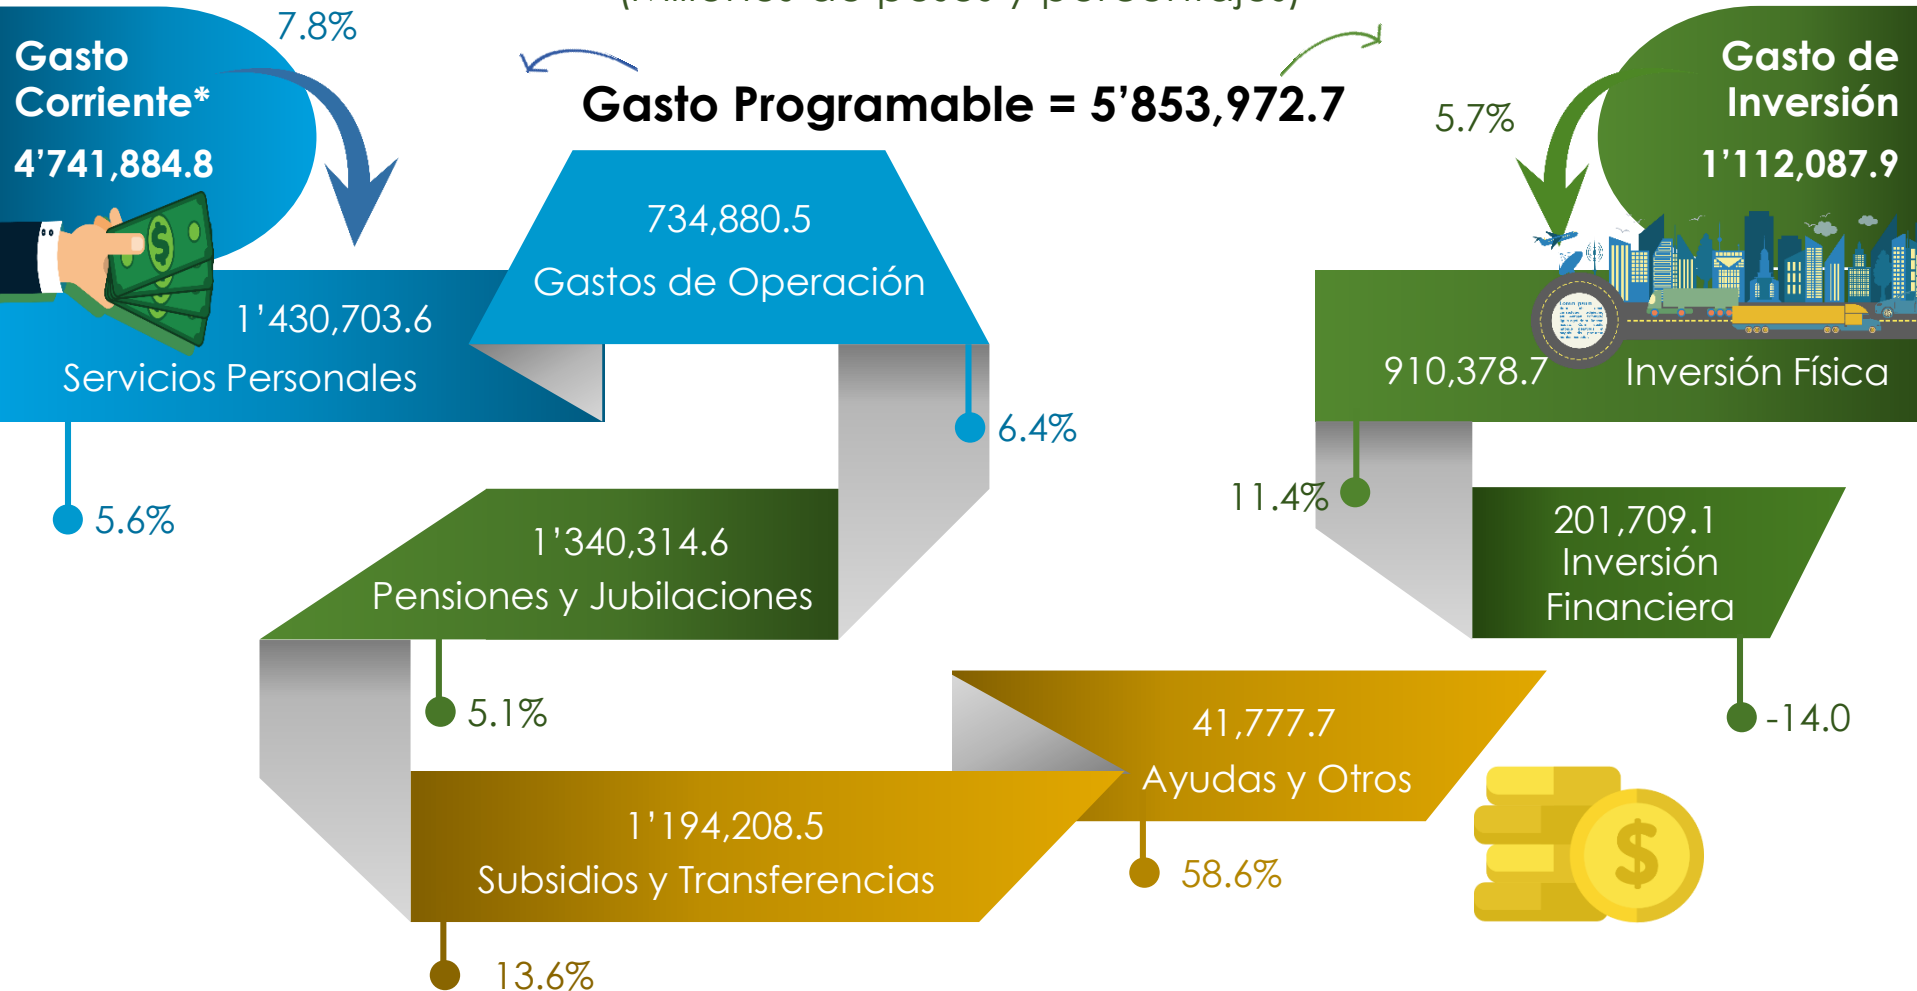 (Millones de pesos y porcentajes)
7.8%
Gasto
Corriente*
4’741,884.8
Gasto Programable = 5’853,972.7
5.7%
Gasto de
Inversión
1’112,087.9
734,880.5
Gastos de Operación
6.4%
1’430,703.6
Servicios Personales
5.6%
910,378.7
Inversión Física
11.4%
201,709.1
Inversión
Financiera
-14.0
1’340,314.6
Pensiones y Jubilaciones
5.1%
41,777.7
Ayudas y Otros
58.6%
1’194,208.5
Subsidios y Transferencias
13.6%